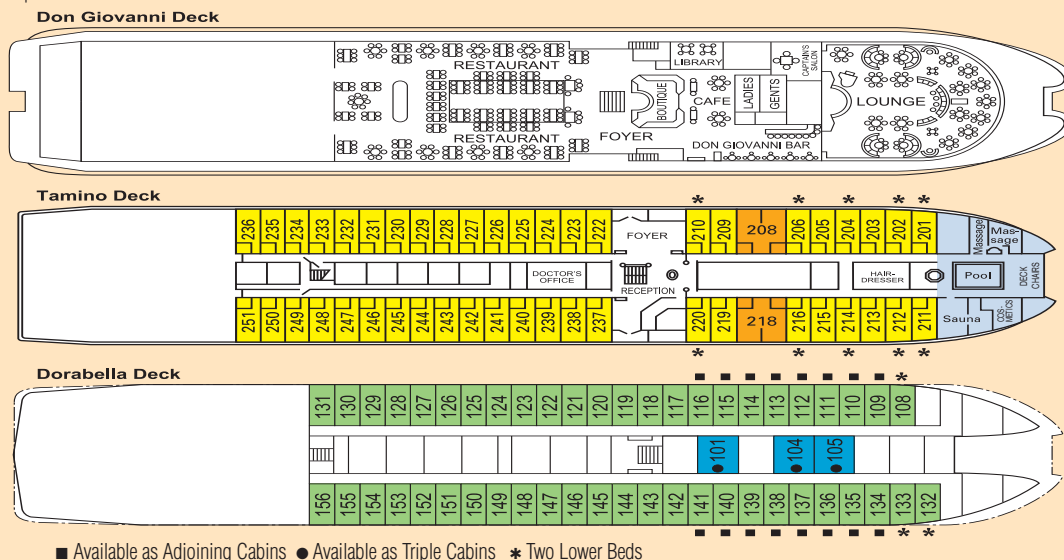 Don Giovanni Deck
RESTAURANT
RESTAURANT
FOYER
BOUTIQUE
LIBRARY
CAFE
LADIES
GENTS
CAPTAIN'S
SALON
DON GIOVANNI BAR
LOUNGE
Tamino Deck
* * * * *
236 235 234 233 232 231 230 229 228 227 226 225 224 223 222 FOYER 210 209 208 206 205 204 203 202 201
DOCTOR'S
OFFICE
RECEPTION
HAIR-
DRESSER
Massage
Mas-
sage
Pool
DECK
CHAIRS
Sauna
COS-
METICS
251 250 249 248 247 246 245 244 243 242 241 240 239 238 237 220 219 218 216 215 214 213 212 211
* * * * *
Dorabella Deck
■ ■ ■ ■ ■ ■ ■ ■ *
131 130 129 128 127 126 125 124 123 122 121 120 119 118 117 116 115 114 113 112 111 110 109 108
101 104 105
● ● ●
156 155 154 153 152 151 150 149 148 147 146 145 144 143 142 141 140 139 138 137 136 135 134 133 132
■ ■ ■ ■ ■ ■ ■ ■ * *
■ Available as Adjoining Cabins ● Available as Triple Cabins * Two Lower Beds